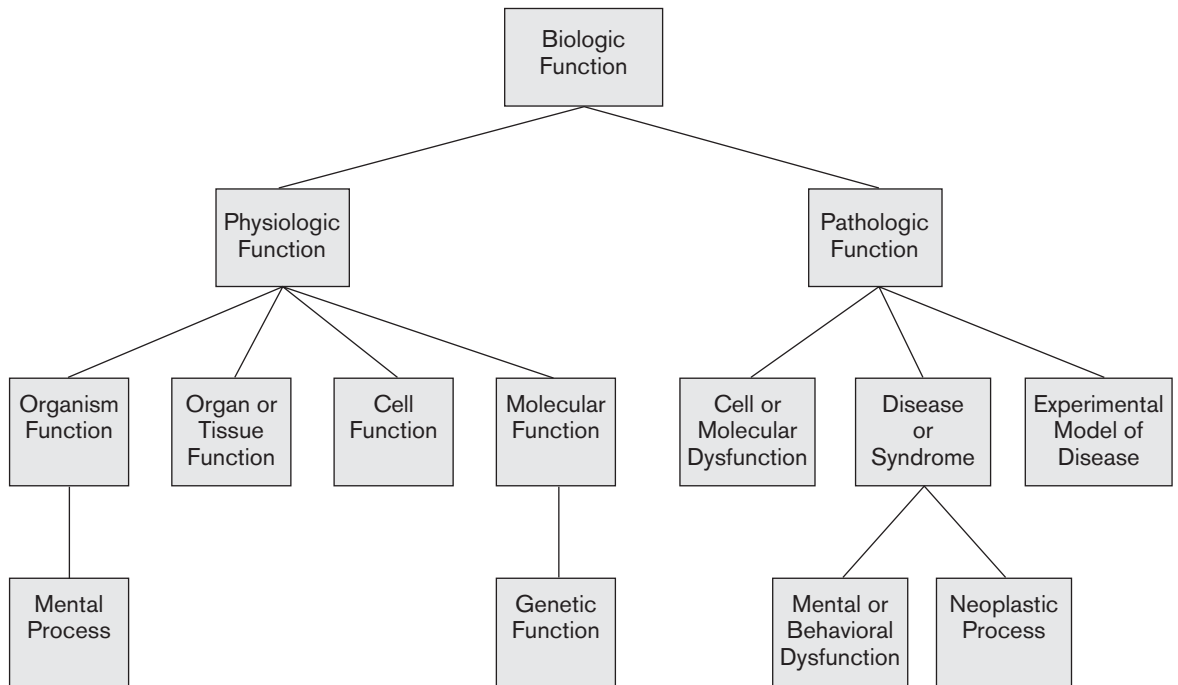 Biologic
Function
Physiologic
Function
Pathologic
Function
Organism
Function
Organ or
Tissue
Function
Cell
Function
Molecular
Function
Cell or
Molecular
Dysfunction
Disease
or
Syndrome
Experimental
Model of
Disease
Mental
Process
Genetic
Function
Mental or
Behavioral
Dysfunction
Neoplastic
Process